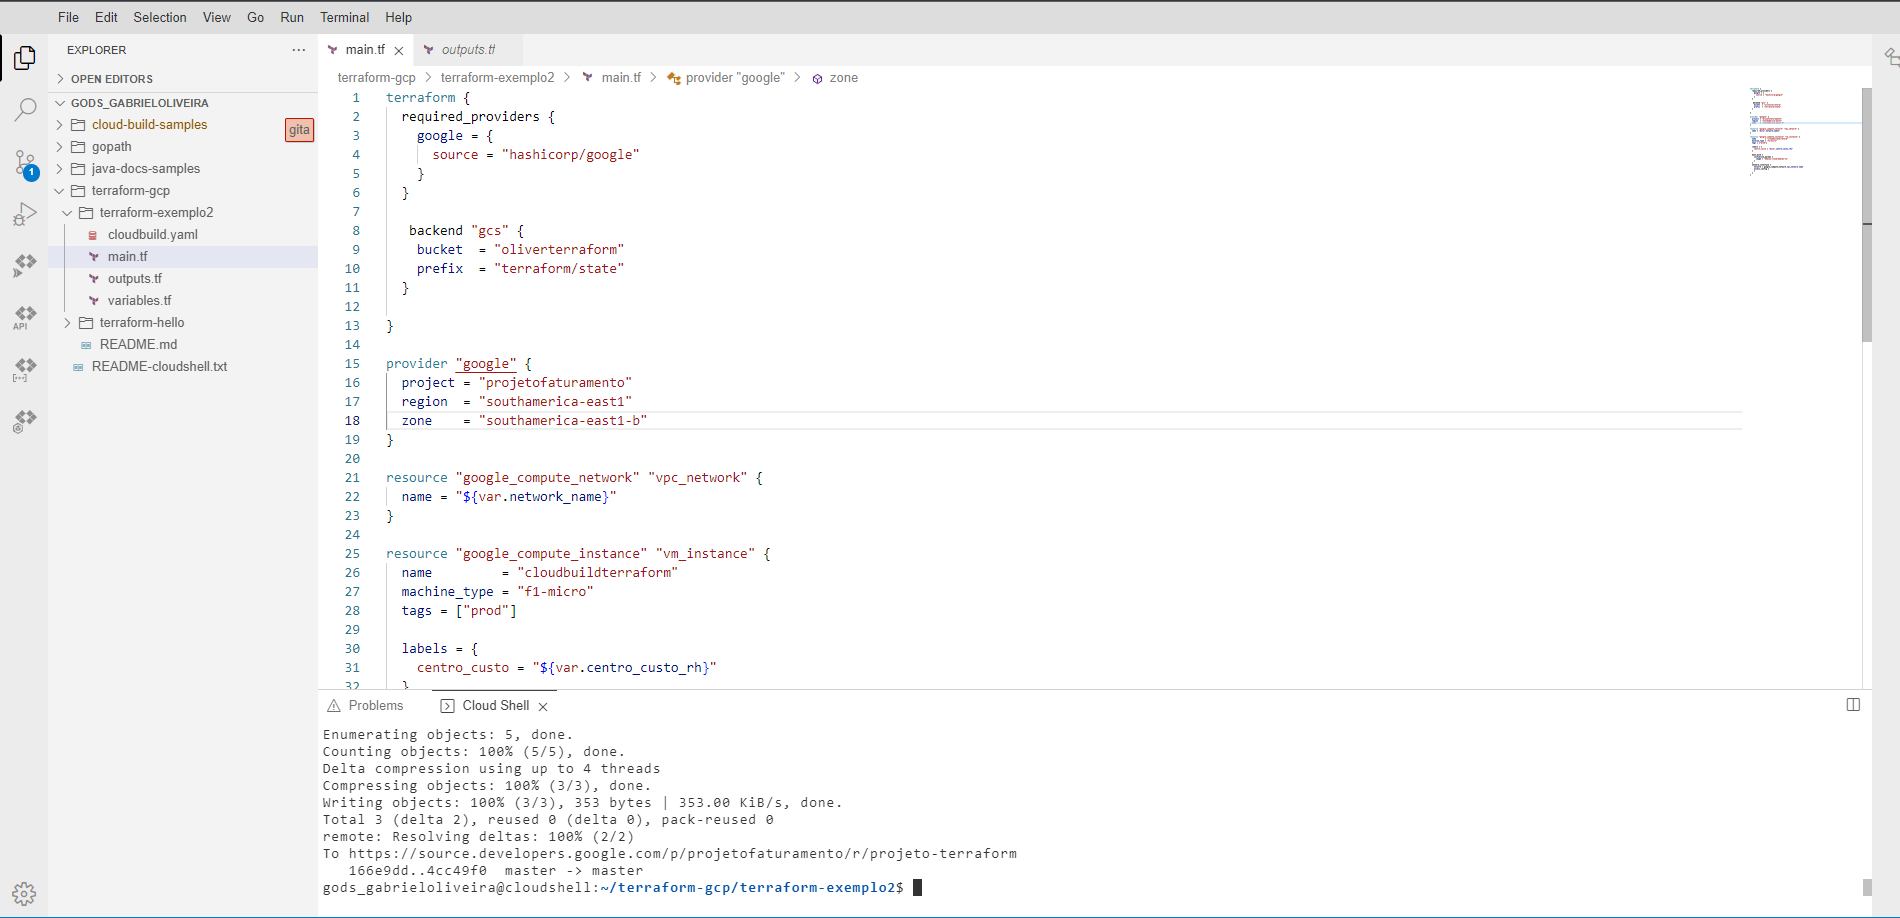 File Edit Selection View Go Run Terminal Help
EXPLORER
OPEN EDITORS
GODS_GABRIELOLIVEIRA
cloud-build-samples
gita
gopath
java-docs-samples
terraform-gcp
terraform-exemplo2
cloudbuild.yaml
main.tf
outputs.tf
variables.tf
terraform-hello
README.md
README-cloudshell.txt
1
API
main.tf outputs.tf
terraform-gcp > terraform-exemplo2 > main.tf > provider "google" > zone
1 terraform {
2 required_providers {
3 google = {
4 source = "hashicorp/google"
5 }
6 }
7
8 backend "gcs" {
9 bucket = "oliverterraform"
10 prefix = "terraform/state"
11 }
12
13 }
14
15 provider "google" {
16 project = "projetofaturamento"
17 region = "southamerica-east1"
18 zone = "southamerica-east1-b"
19 }
20
21 resource "google_compute_network" "vpc_network" {
22 name = "${var.network_name}"
23 }
24
25 resource "google_compute_instance" "vm_instance" {
26 name = "cloudbuildterraform"
27 machine_type = "f1-micro"
28 tags = ["prod"]
29
30 labels = {
31 centro_custo = "${var.centro_custo_rh}"
32 }
Problems Cloud Shell
Enumerating objects: 5, done.
Counting objects: 100% (5/5), done.
Delta compression using up to 4 threads
Compressing objects: 100% (3/3), done.
Writing objects: 100% (3/3), 353 bytes | 353.00 KiB/s, done.
Total 3 (delta 2), reused 0 (delta 0), pack-reused 0
remote: Resolving deltas: 100% (2/2)
To https://source.developers.google.com/p/projetofaturamento/r/projeto-terraform
166e9dd..4cc49f0 master -> master
gods_gabrieloliveira@cloudshell:~/terraform-gcp/terraform-exemplo2$